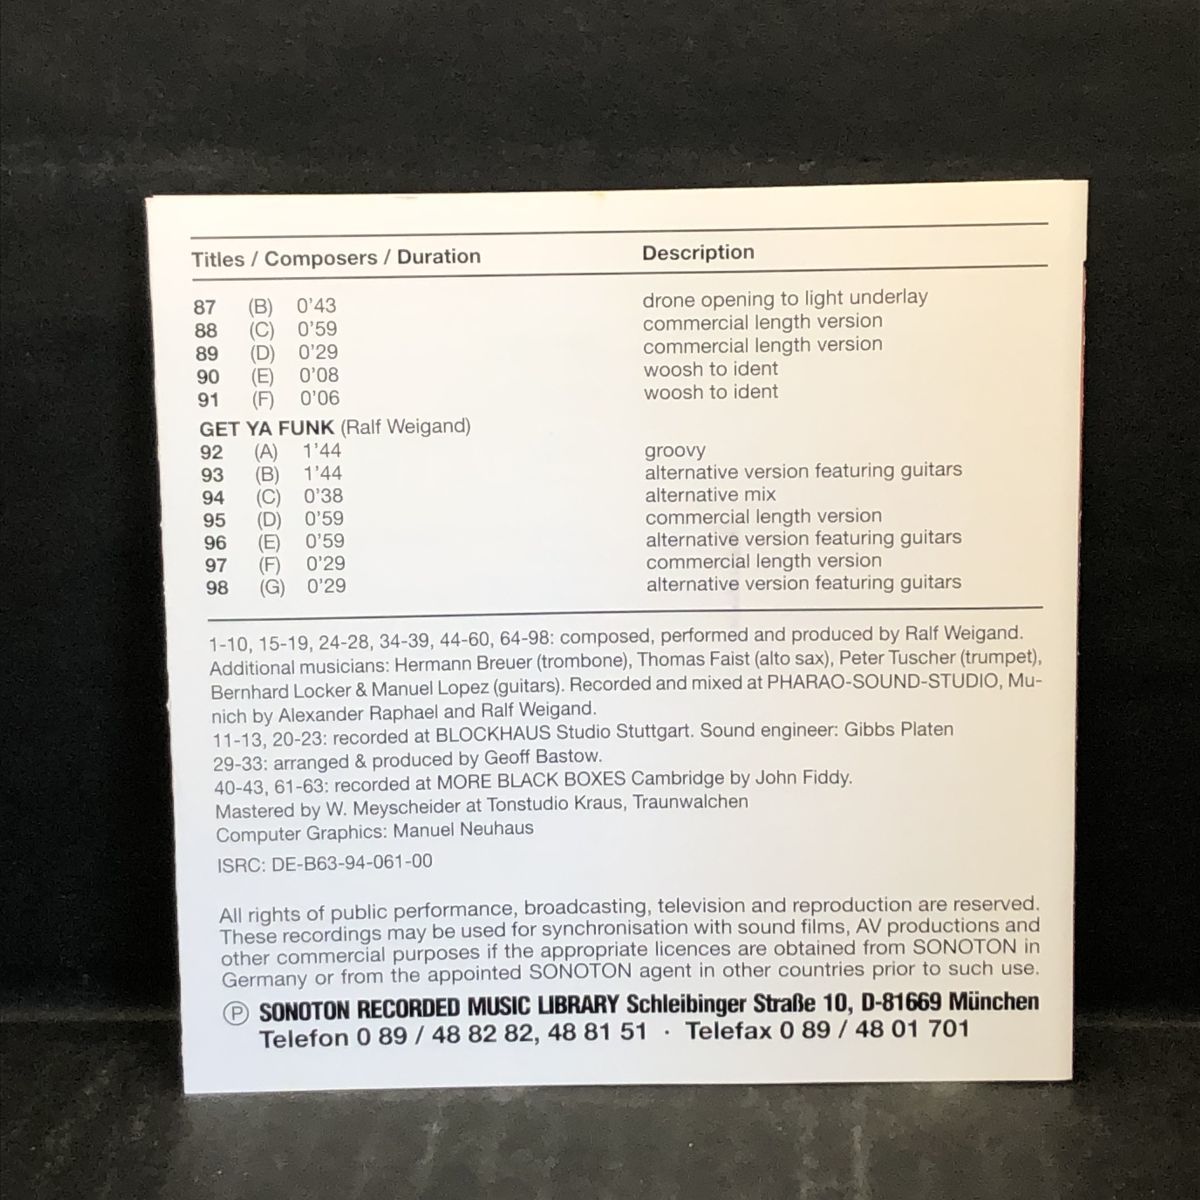 Titles / Composers / Duration Description
87 (B) 0'43 drone opening to light underlay
88 (C) 0'59 commercial length version
89 (D) 0'29 commercial length version
90 (E) 0'08 woosh to ident
91 (F) 0'06 woosh to ident
GET YA FUNK (Ralf Weigand)
92 (A) 1'44 groovy
93 (B) 1'44 alternative version featuring guitars
94 (C) 0'38 alternative mix
95 (D) 0'59 commercial length version
96 (E) 0'59 alternative version featuring guitars
97 (F) 0'29 commercial length version
98 (G) 0'29 alternative version featuring guitars
1-10, 15-19, 24-28, 34-39, 44-60, 64-98: composed, performed and produced by Ralf Weigand.
Additional musicians: Hermann Breuer (trombone), Thomas Faist (alto sax), Peter Tuscher (trumpet),
Bernhard Locker & Manuel Lopez (guitars). Recorded and mixed at PHARAO-SOUND-STUDIO, Mu-
nich by Alexander Raphael and Ralf Weigand.
11-13, 20-23: recorded at BLOCKHAUS Studio Stuttgart. Sound engineer: Gibbs Platen
29-33: arranged & produced by Geoff Bastow.
40-43, 61-63: recorded at MORE BLACK BOXES Cambridge by John Fiddy.
Mastered by W. Meyscheider at Tonstudio Kraus, Traunwalchen
Computer Graphics: Manuel Neuhaus
ISRC: DE-B63-94-061-00
All rights of public performance, broadcasting, television and reproduction are reserved.
These recordings may be used for synchronisation with sound films, AV productions and
other commercial purposes if the appropriate licences are obtained from SONOTON in
Germany or from the appointed SONOTON agent in other countries prior to such use.
Ⓟ SONOTON RECORDED MUSIC LIBRARY Schleibinger Straße 10, D-81669 München
Telefon 0 89 / 48 82 82, 48 81 51 · Telefax 0 89 / 48 01 701